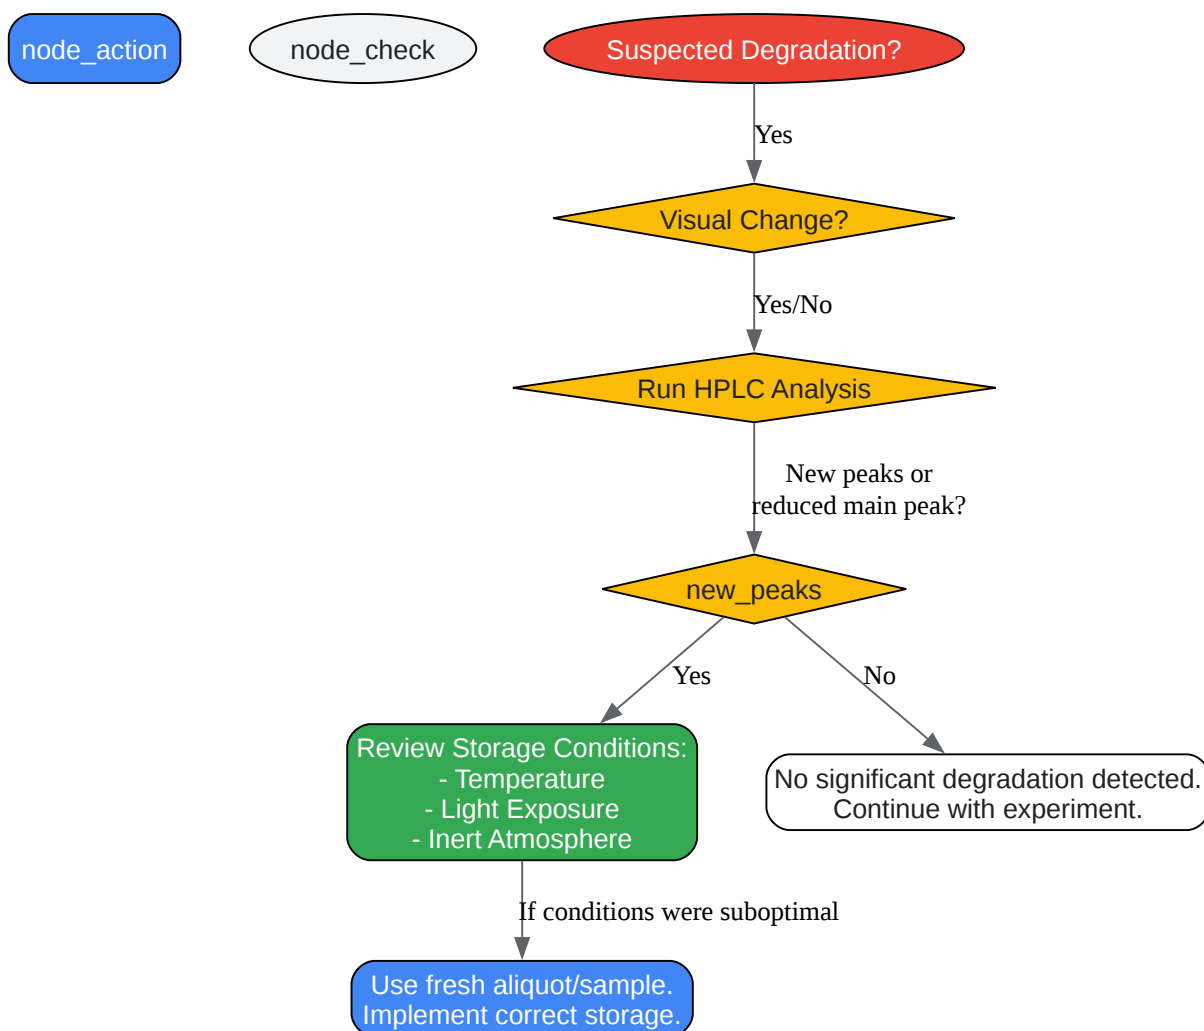 node_action
node_check
Suspected Degradation?
Yes
Visual Change?
Yes/No
Run HPLC Analysis
New peaks or
reduced main peak?
new_peaks
Yes
No
Review Storage Conditions:
- Temperature
- Light Exposure
- Inert Atmosphere
No significant degradation detected.
Continue with experiment.
If conditions were suboptimal
Use fresh aliquot/sample.
Implement correct storage.